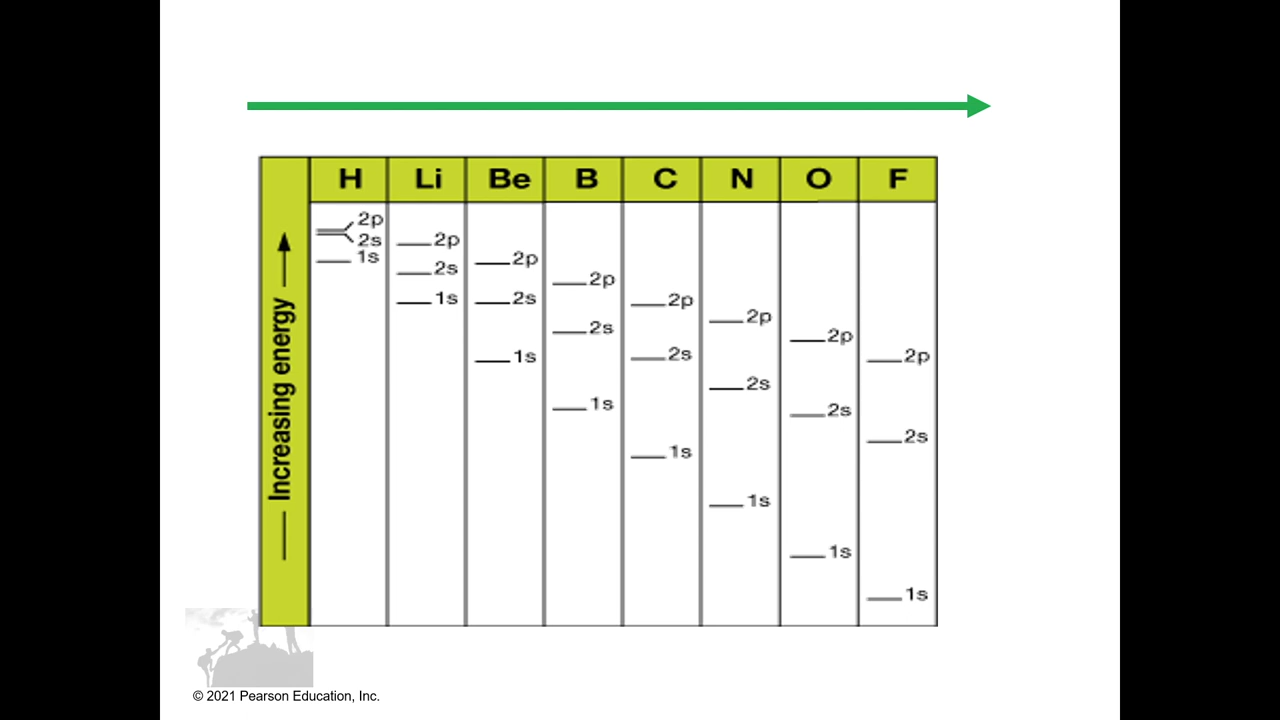 H Li Be B C N O F
Increasing energy
2p
2s
1s
2p
2s
1s
2p
2s
1s
2p
2s
1s
2p
2s
1s
2p
2s
1s
2p
2s
1s
2p
2s
1s
© 2021 Pearson Education, Inc.